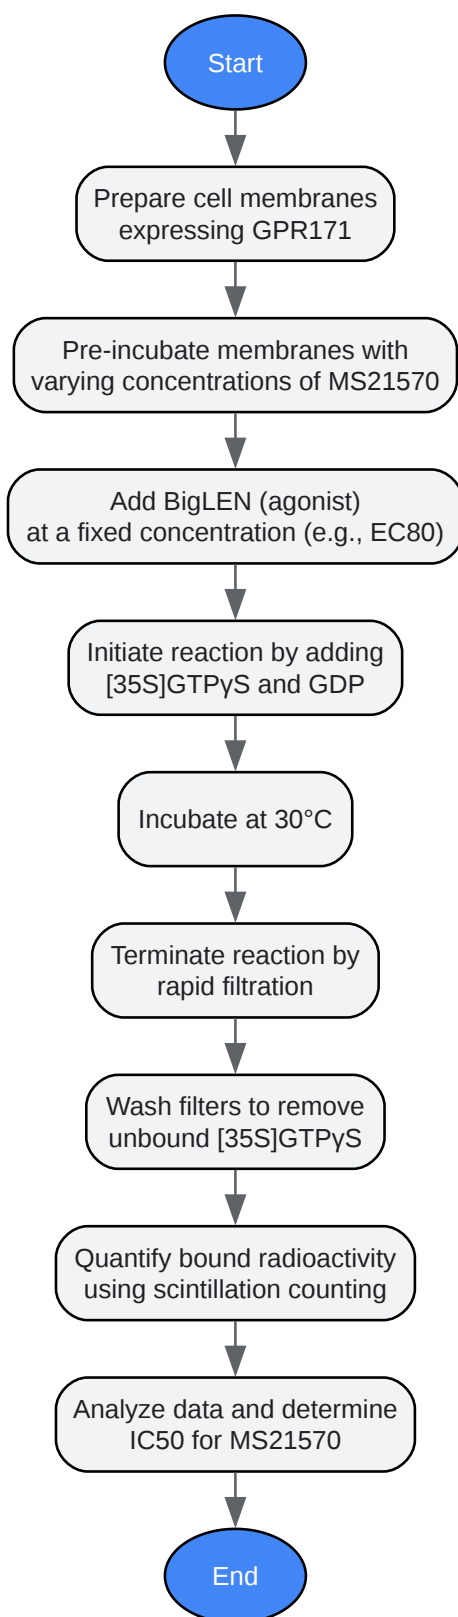 Start
Prepare cell membranes
expressing GPR171
Pre-incubate membranes with
varying concentrations of MS21570
Add BigLEN (agonist)
at a fixed concentration (e.g., EC80)
Initiate reaction by adding
[35S]GTPγS and GDP
Incubate at 30°C
Terminate reaction by
rapid filtration
Wash filters to remove
unbound [35S]GTPγS
Quantify bound radioactivity
using scintillation counting
Analyze data and determine
IC50 for MS21570
End